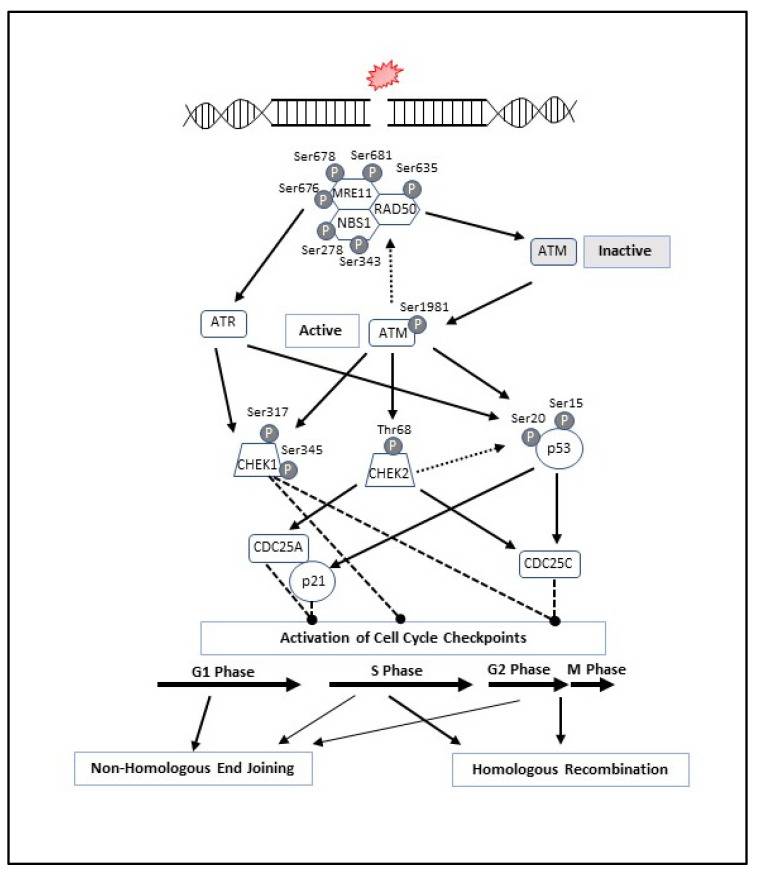 Ser678 Ser681
P P Ser635
Ser676 P
P MRE11
RAD50
NBS1
P
Ser278 P
Ser343
ATM Inactive
Ser1981
ATR Active ATM P
Ser317
P
Ser345
CHEK1 P
Thr68
P
CHEK2
Ser15
Ser20 P
P p53
CDC25A
p21
CDC25C
Activation of Cell Cycle Checkpoints
G1 Phase S Phase G2 Phase M Phase
Non-Homologous End Joining Homologous Recombination